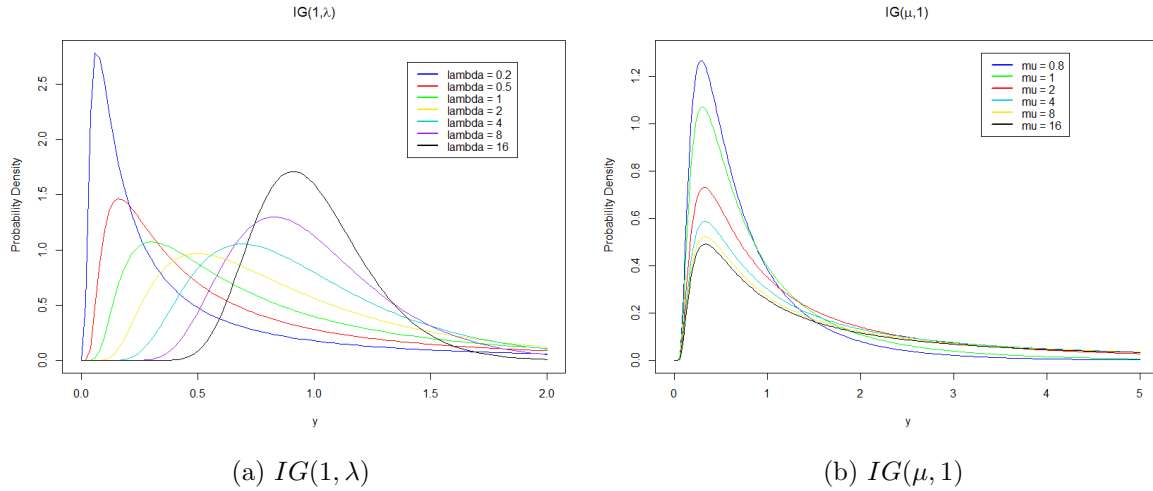 IG(1,λ)
Probability Density
0.0 0.5 1.0 1.5 2.0 2.5
lambda = 0.2
lambda = 0.5
lambda = 1
lambda = 2
lambda = 4
lambda = 8
lambda = 16
0.0 0.5 1.0 1.5 2.0
y
(a) IG(1, λ)
IG(μ,1)
Probability Density
0.0 0.2 0.4 0.6 0.8 1.0 1.2
mu = 0.8
mu = 1
mu = 2
mu = 4
mu = 8
mu = 16
0 1 2 3 4 5
y
(b) IG(μ, 1)